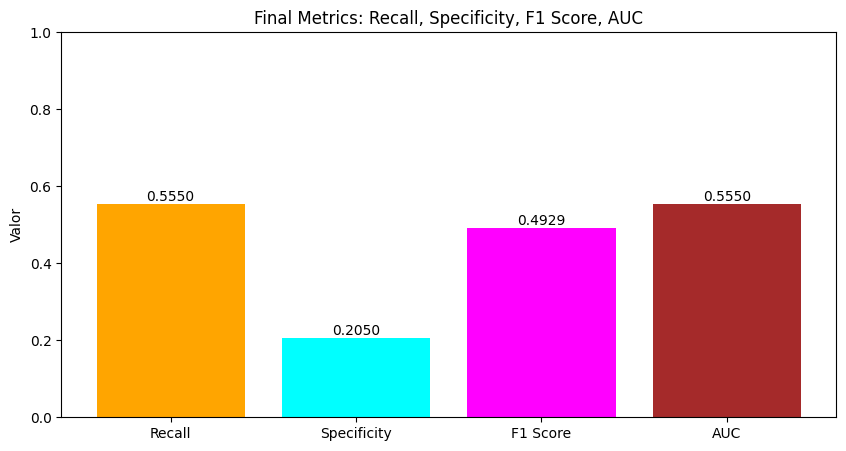 Final Metrics: Recall, Specificity, F1 Score, AUC
Valor
1.0
0.8
0.6
0.4
0.2
0.0
0.5550
0.2050
0.4929
0.5550
Recall
Specificity
F1 Score
AUC